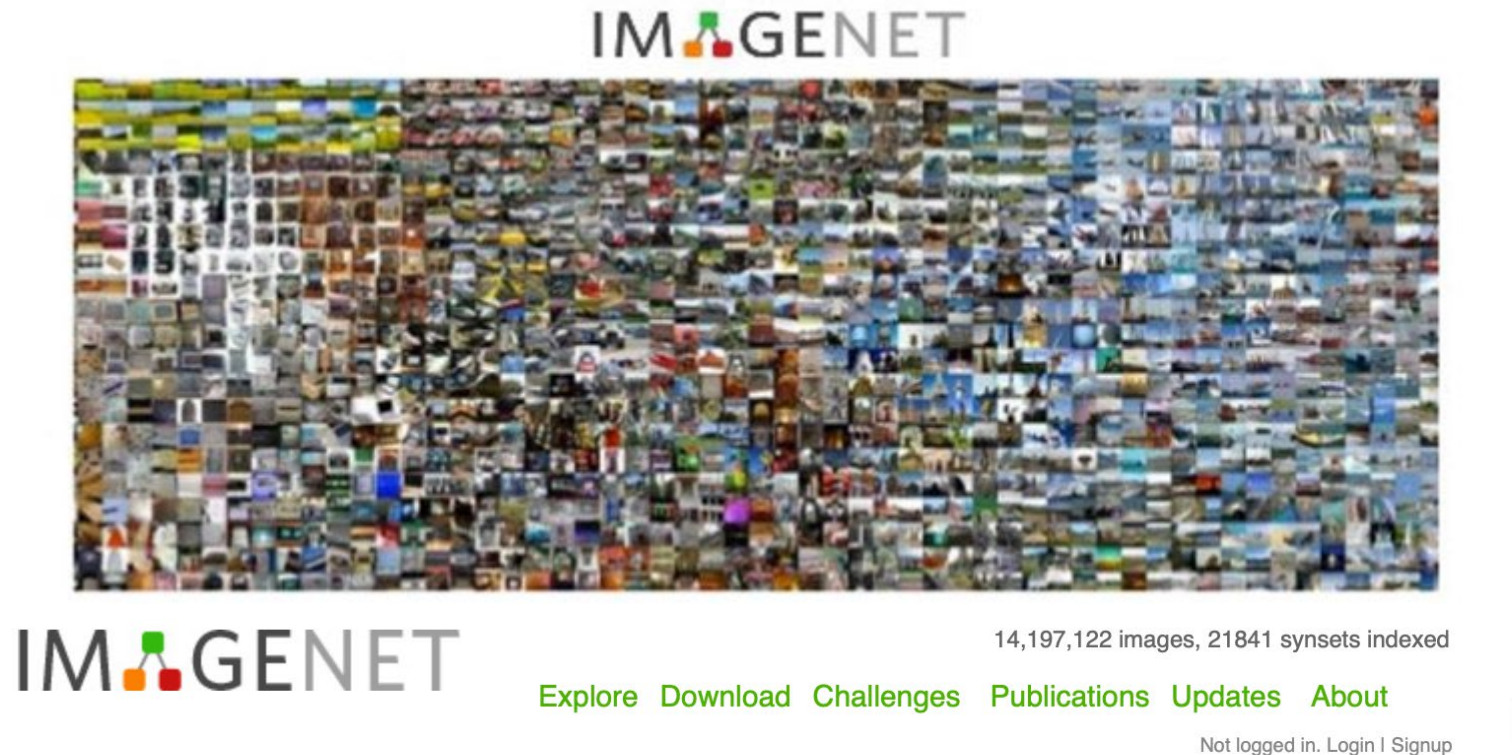 IMAGENET
IMAGENET
14,197,122 images, 21841 synsets indexed
Explore Download Challenges Publications Updates About
Not logged in. Login | Signup